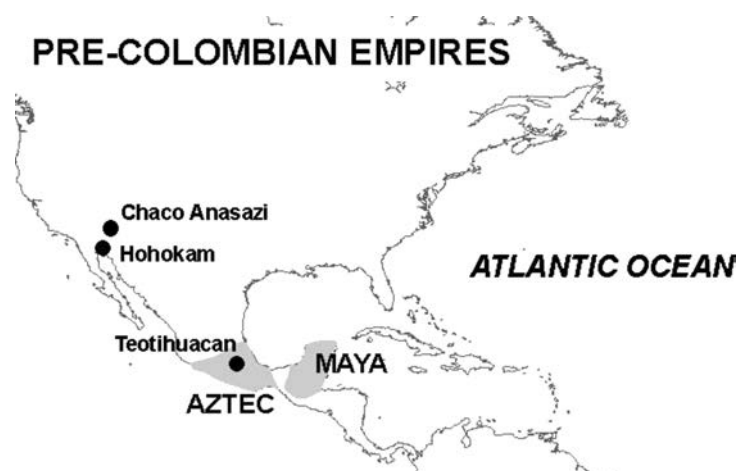 PRE-COLOMBIAN EMPIRES
Chaco Anasazi
Hohokam
ATLANTIC OCEAN
Teotihuacan
MAYA
AZTEC